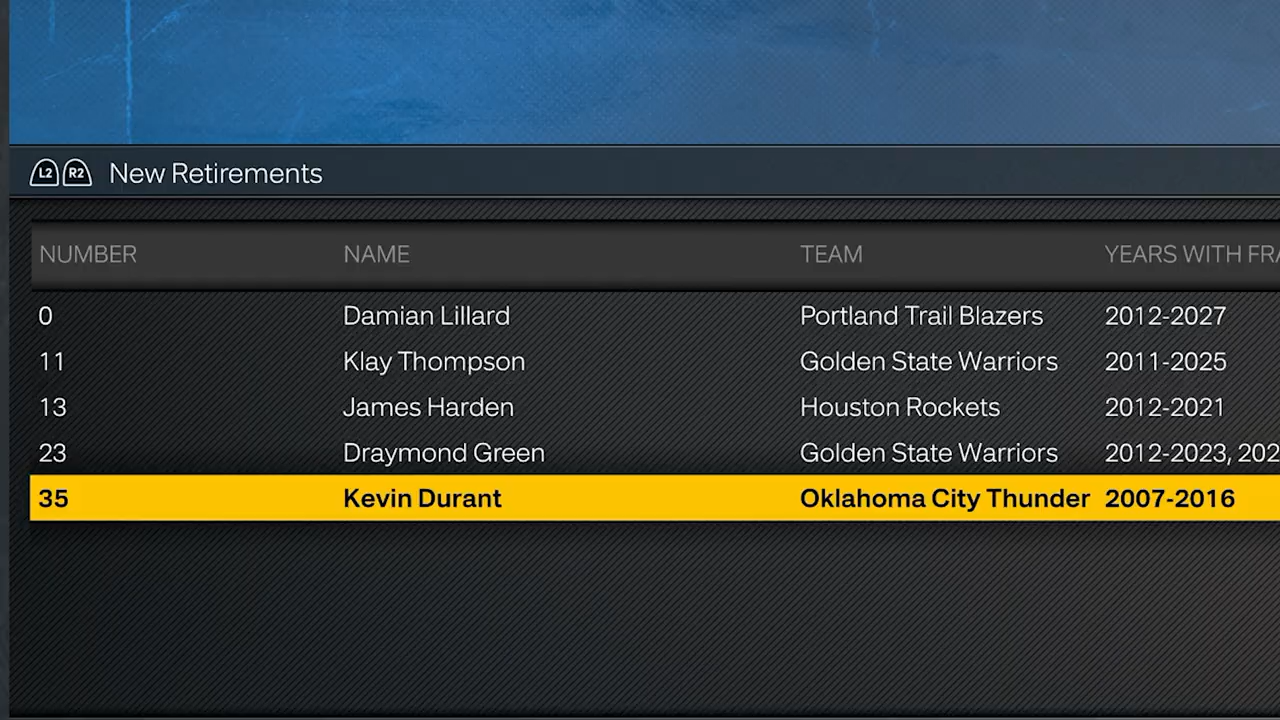 L2 R2 New Retirements
NUMBER NAME TEAM YEARS WITH FRA
0 Damian Lillard Portland Trail Blazers 2012-2027
11 Klay Thompson Golden State Warriors 2011-2025
13 James Harden Houston Rockets 2012-2021
23 Draymond Green Golden State Warriors 2012-2023, 202
35 Kevin Durant Oklahoma City Thunder 2007-2016